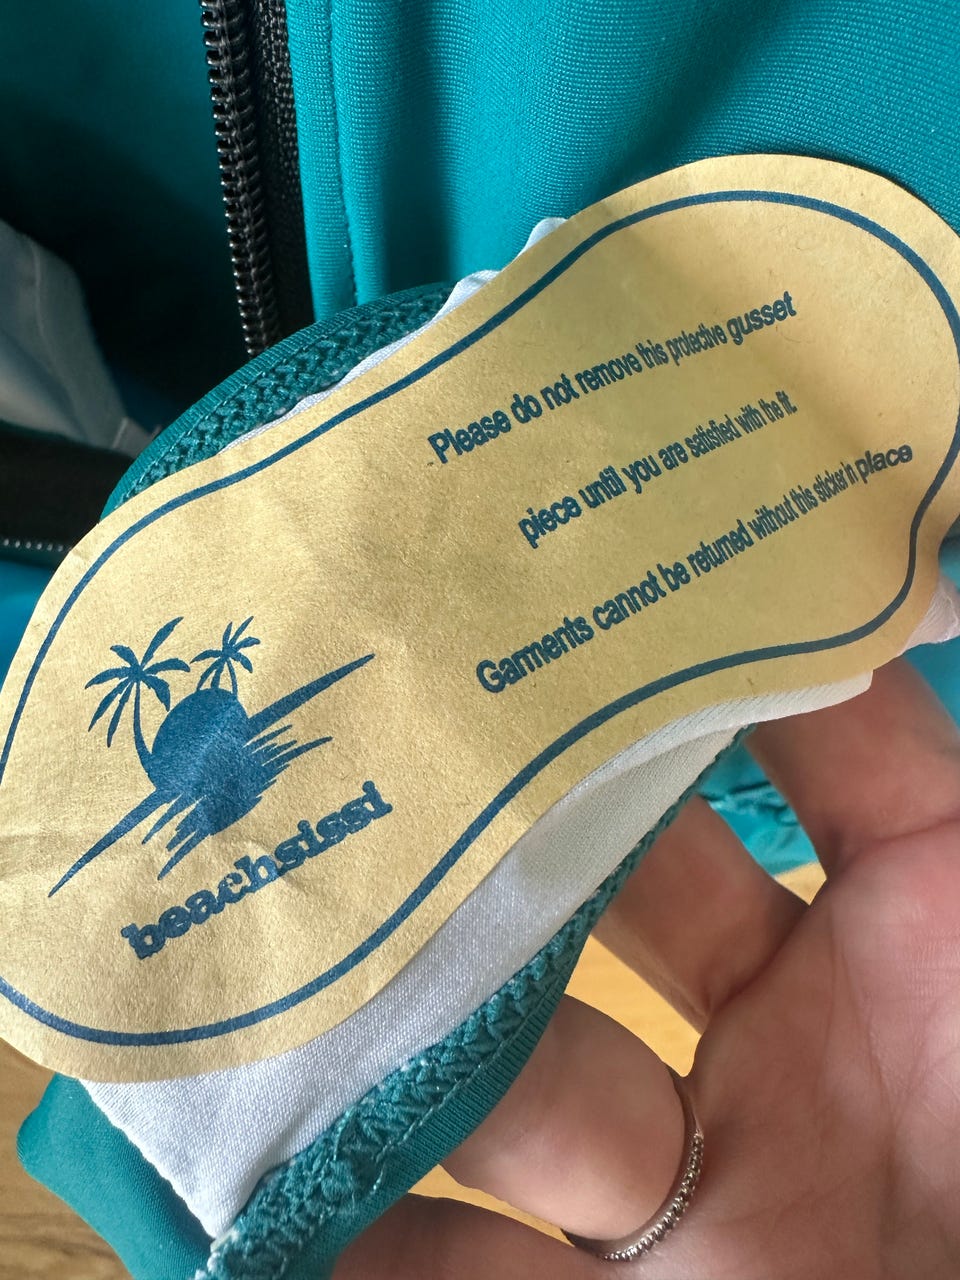 Please do not remove this protective gusset
piece until you are satisfied with the fit.
Garments cannot be returned without this sticker in place
beachsissi